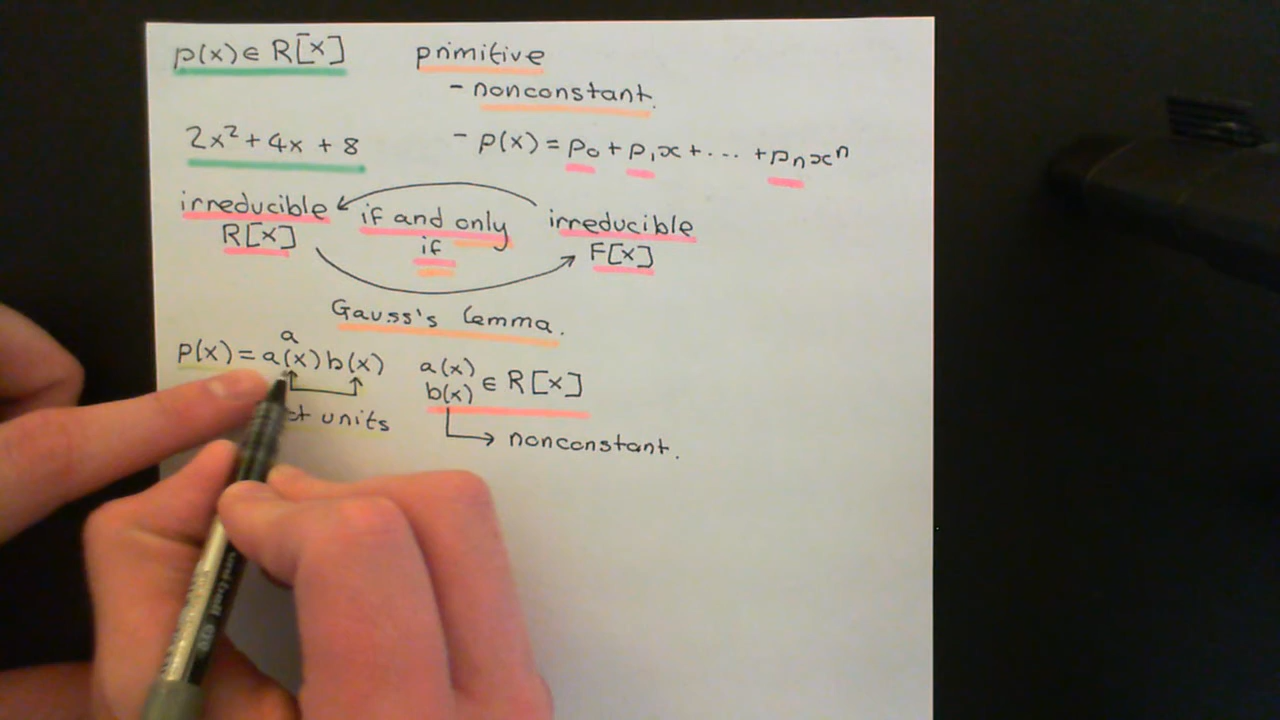 p(x) ∈ R[x] primitive
- nonconstant.
2x² + 4x + 8 - p(x) = p₀ + p₁x + ... + pₙxⁿ
irreducible if and only irreducible
R[x] if F[x]
Gauss's Lemma.
a
p(x) = a(x) b(x) a(x)
b(x) ∈ R[x]
units
nonconstant.